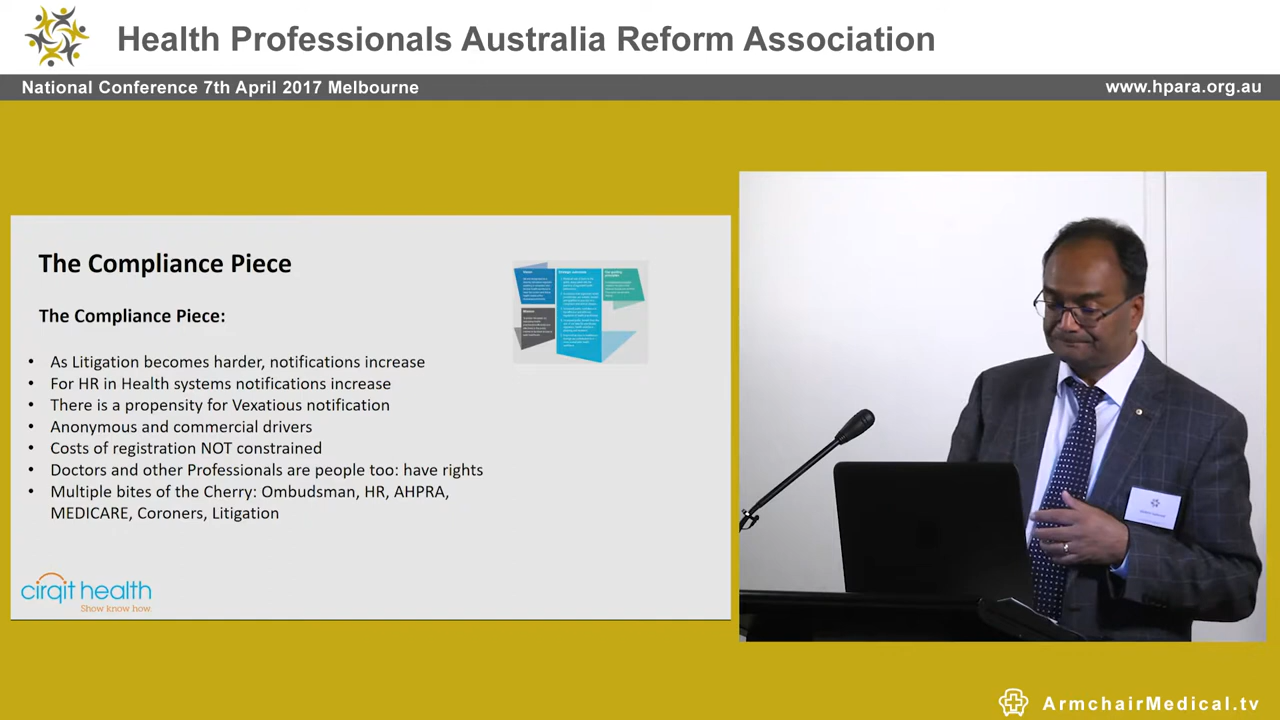 Health Professionals Australia Reform Association
National Conference 7th April 2017 Melbourne
www.hpara.org.au
The Compliance Piece
The Compliance Piece:
• As Litigation becomes harder, notifications increase
• For HR in Health systems notifications increase
• There is a propensity for Vexatious notification
• Anonymous and commercial drivers
• Costs of registration NOT constrained
• Doctors and other Professionals are people too: have rights
• Multiple bites of the Cherry: Ombudsman, HR, AHPRA,
MEDICARE, Coroners, Litigation
cirqit health
Show know how.
ArmchairMedical.tv